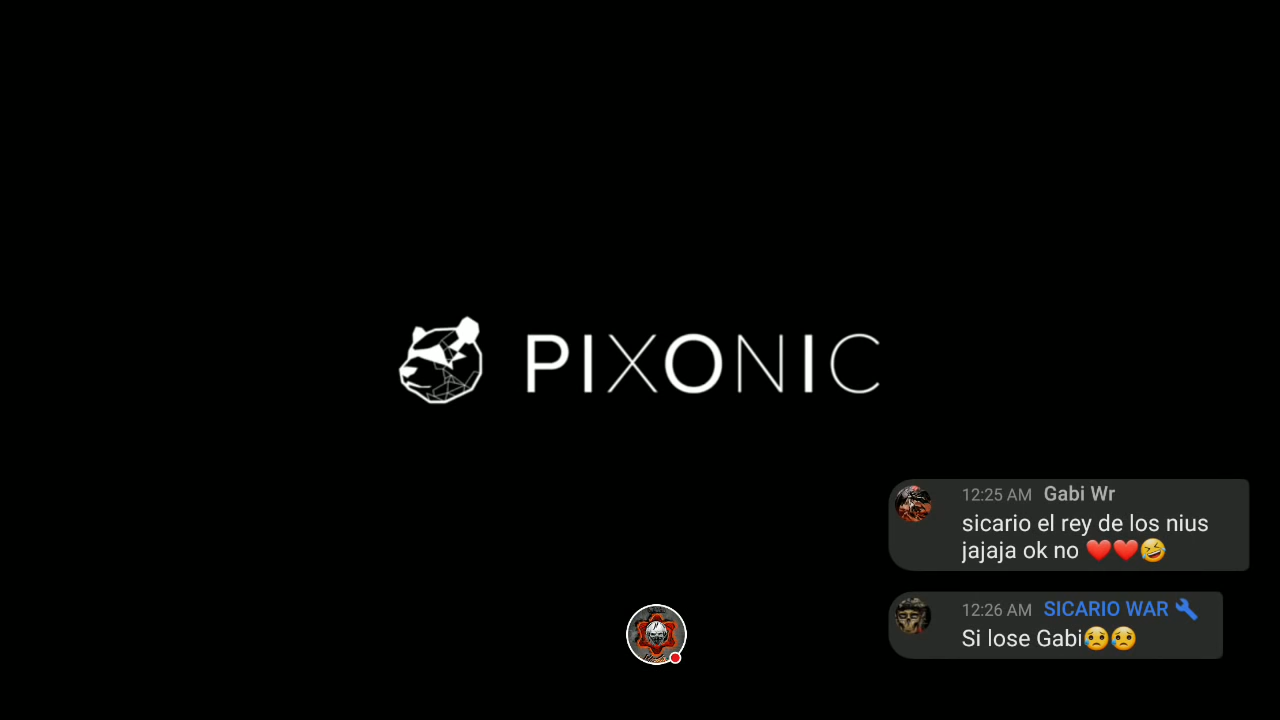 PIXONIC
12:25 AM Gabi Wr
sicario el rey de los nius
jajaja ok no ❤️❤️🤣
12:26 AM SICARIO WAR 🔧
Si lose Gabi😥😥